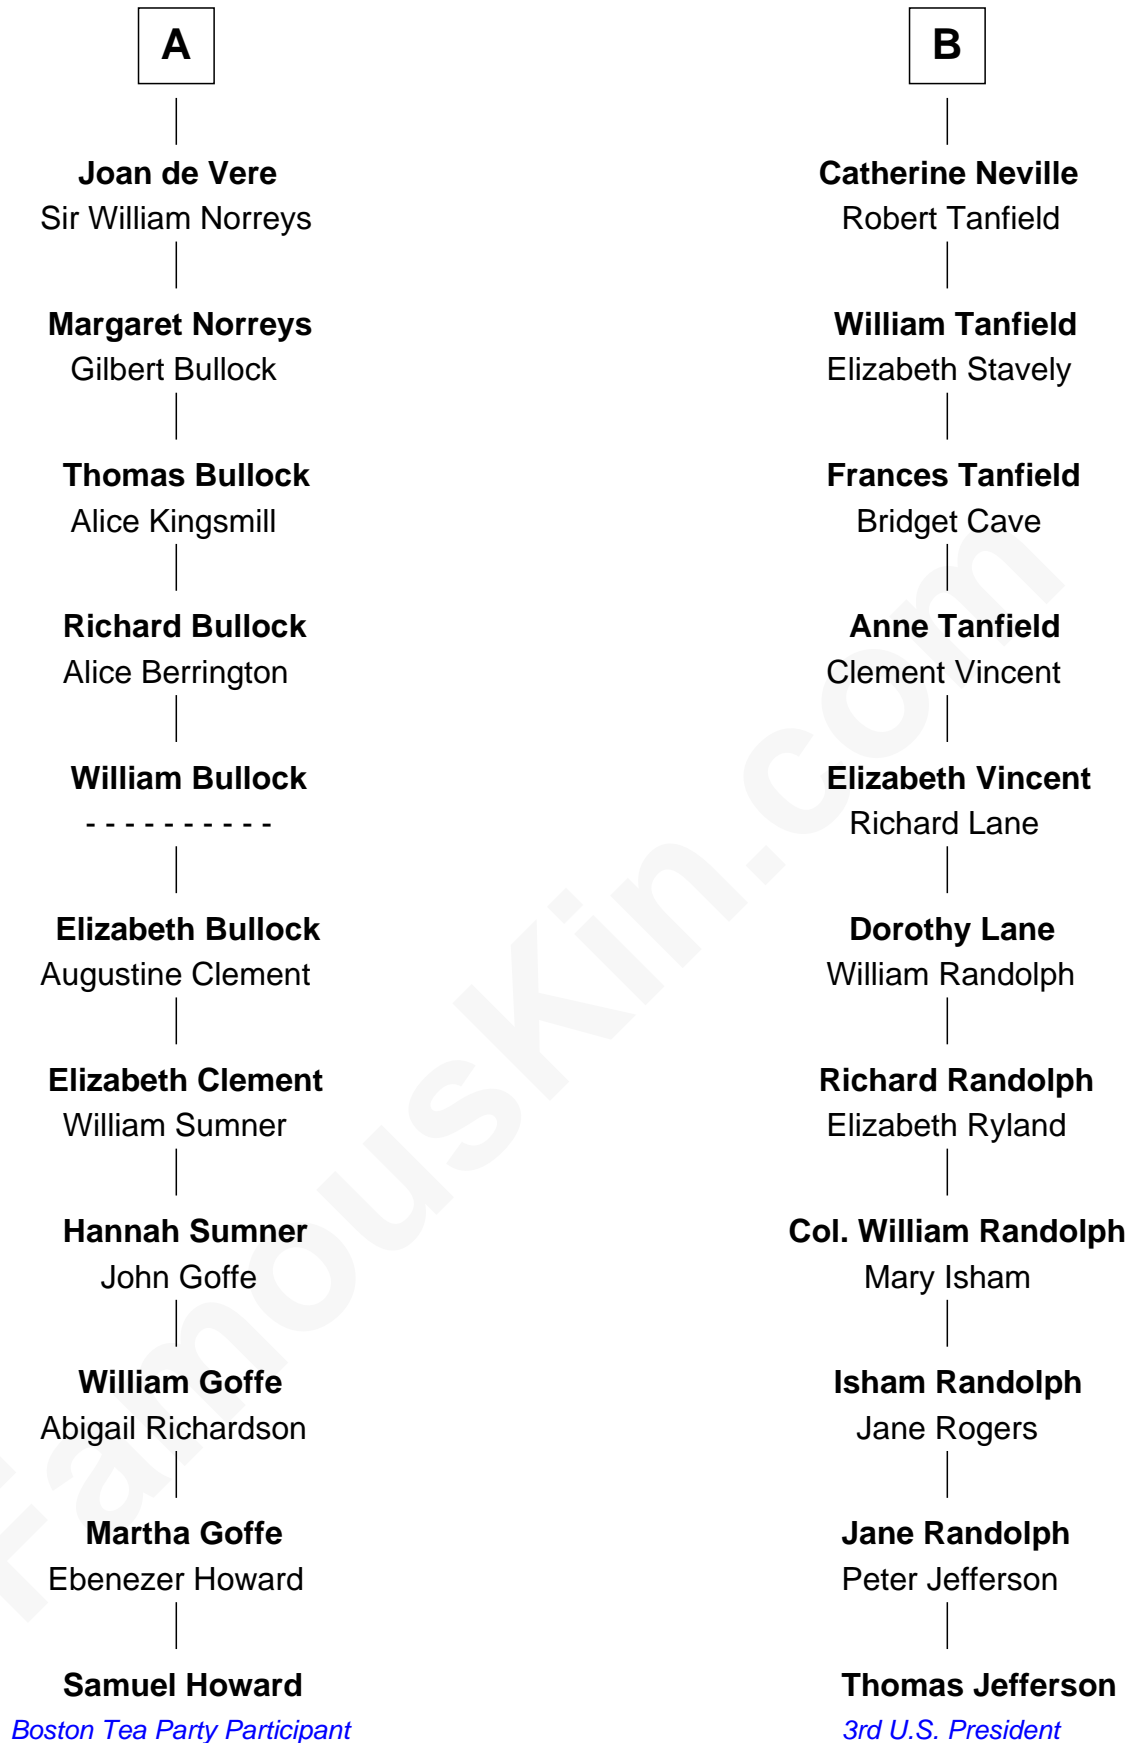 A
Joan de Vere
Sir William Norreys
Margaret Norreys
Gilbert Bullock
Thomas Bullock
Alice Kingsmill
Richard Bullock
Alice Berrington
William Bullock
- - - - - - - - - -
Elizabeth Bullock
Augustine Clement
Elizabeth Clement
William Sumner
Hannah Sumner
John Goffe
William Goffe
Abigail Richardson
Martha Goffe
Ebenezer Howard
Samuel Howard
Boston Tea Party Participant
B
Catherine Neville
Robert Tanfield
William Tanfield
Elizabeth Stavely
Frances Tanfield
Bridget Cave
Anne Tanfield
Clement Vincent
Elizabeth Vincent
Richard Lane
Dorothy Lane
William Randolph
Richard Randolph
Elizabeth Ryland
Col. William Randolph
Mary Isham
Isham Randolph
Jane Rogers
Jane Randolph
Peter Jefferson
Thomas Jefferson
3rd U.S. President
FamousKin.com